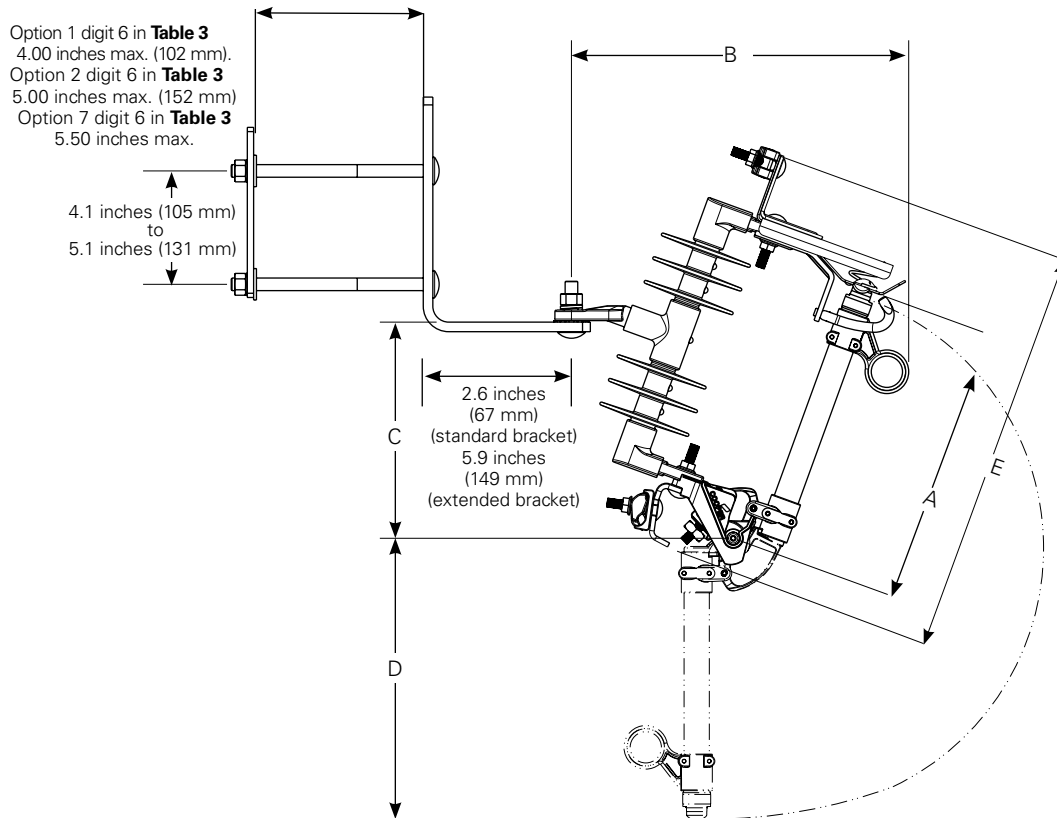 Option 1 digit 6 in Table 3
4.00 inches max. (102 mm).
Option 2 digit 6 in Table 3
5.00 inches max. (152 mm)
Option 7 digit 6 in Table 3
5.50 inches max.
4.1 inches (105 mm)
to
5.1 inches (131 mm)
B
2.6 inches
(67 mm)
(standard bracket)
5.9 inches
(149 mm)
(extended bracket)
C
E
A
D